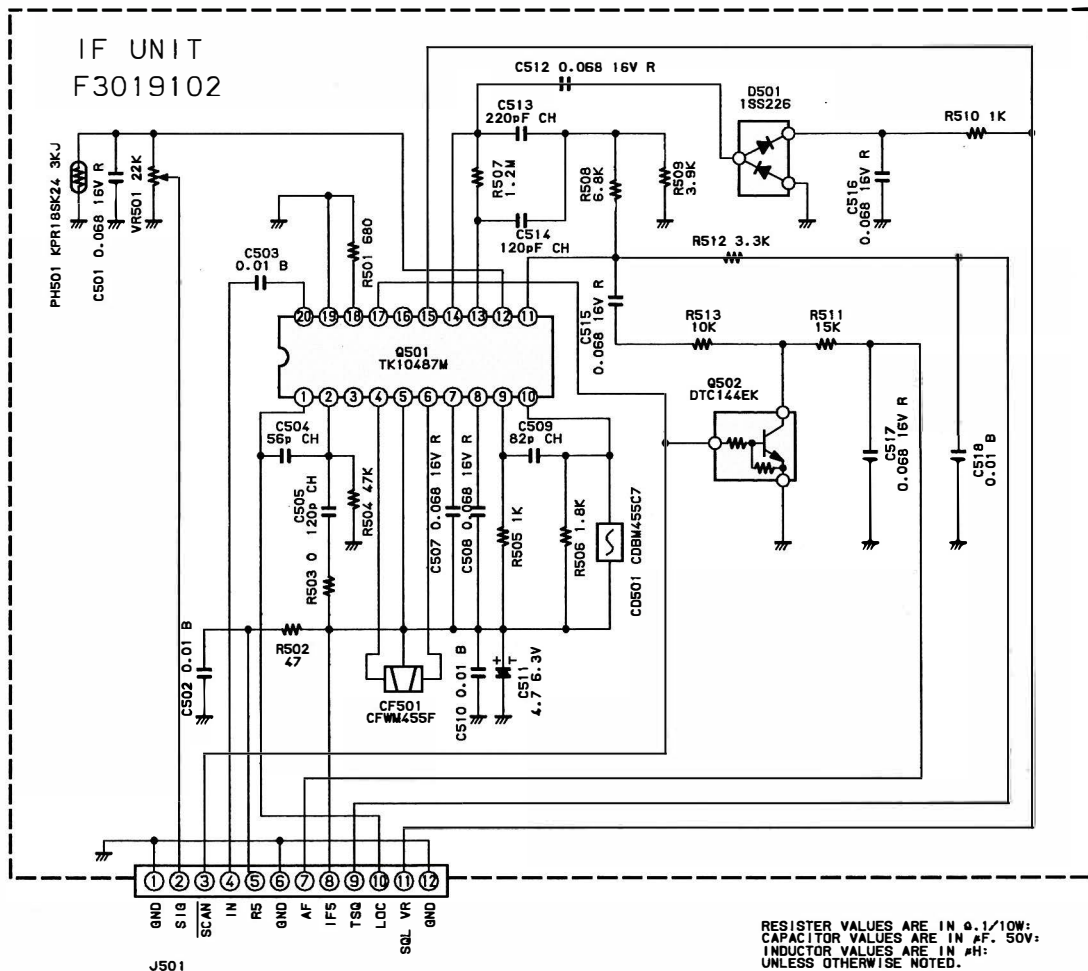 IF UNIT
F3019102
C512 0.068 16V R
D501
1SS226
R510 1K
C513
220pF CH
R507
1.2M
R508
6.8K
R509
3.9K
C516
0.068 16V R
C514
120pF CH
R512 3.3K
PH501 KPR18SK24 3KJ
C501 0.068 16V R
VR501 22K
C503
0.01 B
R501 680
C515
0.068 16V R
R513
10K
R511
15K
20 19 18 17 16 15 14 13 12 11
Q501
TK10487M
1 2 3 4 5 6 7 8 9 10
Q502
DTC144EK
C517
0.068 16V R
C518
0.01 B
C504
56p CH
C505
120p CH
R504 47K
C507 0.068 16V R
C508 0.068 16V R
C509
82p CH
R505 1K
R506 1.8K
CD501 CDBM455C7
R503 0
R502
47
C502 0.01 B
CF501
CFWM455F
C510 0.01 B
+ T
C511
4.7 6.3V
1 2 3 4 5 6 7 8 9 10 11 12
GND
SIG
SCAN
IN
R5
GND
AF
IF5
TSQ
LOC
SQL VR
GND
J501
RESISTER VALUES ARE IN Ω.1/10W:
CAPACITOR VALUES ARE IN μF. 50V:
INDUCTOR VALUES ARE IN μH:
UNLESS OTHERWISE NOTED.